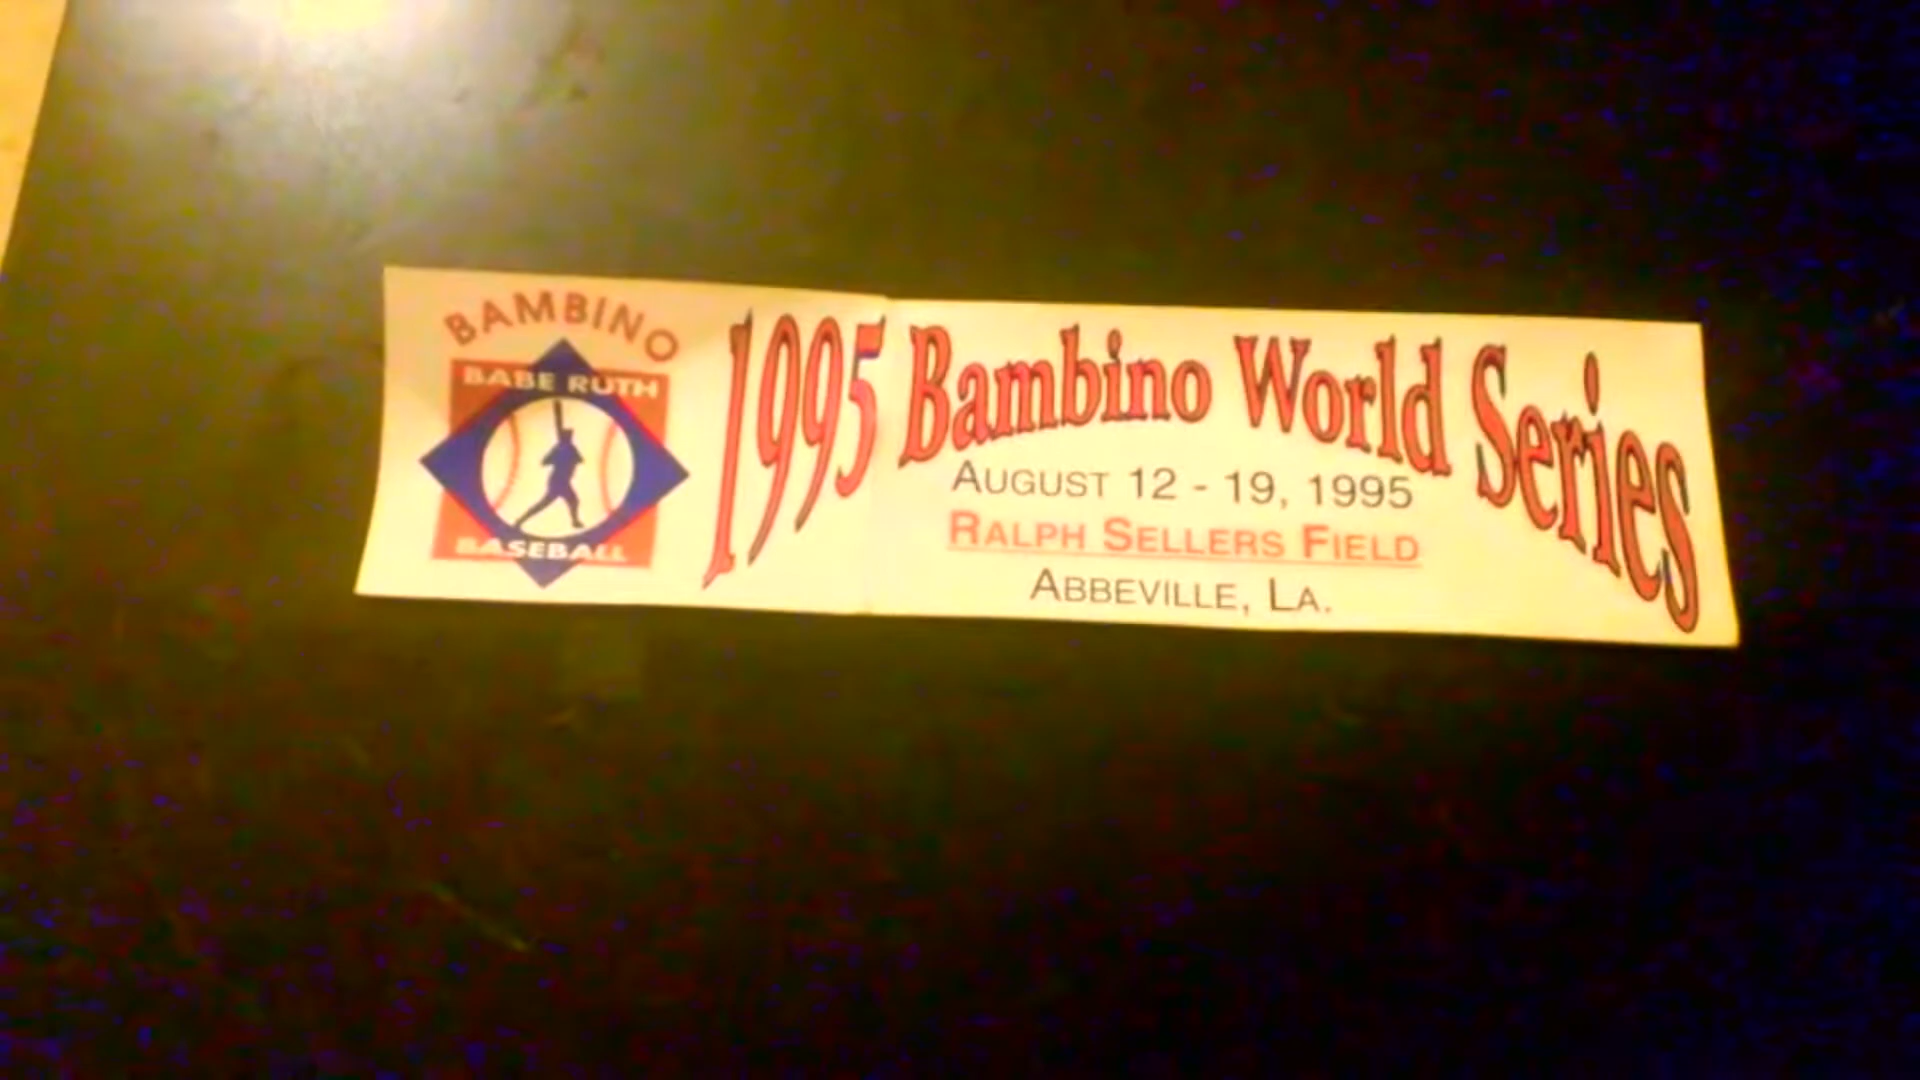 BAMBINO
BABE RUTH
BASEBALL
1995 Bambino World Series
AUGUST 12 - 19, 1995
RALPH SELLERS FIELD
ABBEVILLE, LA.